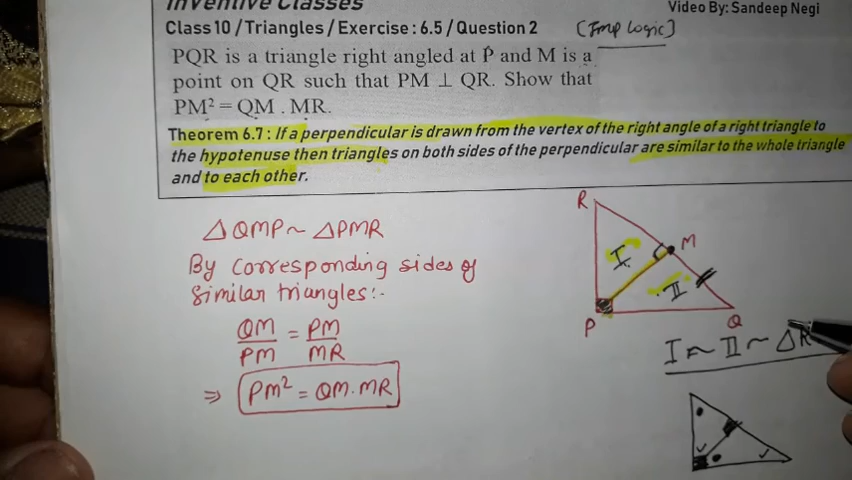 Inventive Classes
Video By: Sandeep Negi
Class 10 / Triangles / Exercise : 6.5 / Question 2 [Imp Logic]
PQR is a triangle right angled at P and M is a
point on QR such that PM ⊥ QR. Show that
PM² = QM . MR.
Theorem 6.7 : If a perpendicular is drawn from the vertex of the right angle of a right triangle to
the hypotenuse then triangles on both sides of the perpendicular are similar to the whole triangle
and to each other.
△QMP ~ △PMR
By corresponding sides of
similar triangles:-
QM/PM = PM/MR
⇒ PM² = QM.MR
R
M
I
II
P
Q
I ~ II ~ △R